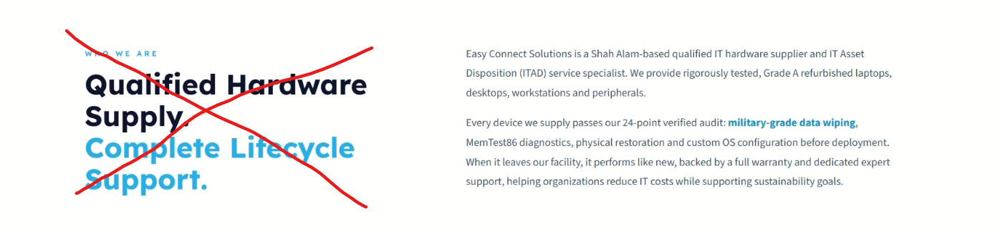 WHO WE ARE
Qualified Hardware
Supply.
Complete Lifecycle
Support.
Easy Connect Solutions is a Shah Alam-based qualified IT hardware supplier and IT Asset
Disposition (ITAD) service specialist. We provide rigorously tested, Grade A refurbished laptops,
desktops, workstations and peripherals.
Every device we supply passes our 24-point verified audit: military-grade data wiping,
MemTest86 diagnostics, physical restoration and custom OS configuration before deployment.
When it leaves our facility, it performs like new, backed by a full warranty and dedicated expert
support, helping organizations reduce IT costs while supporting sustainability goals.